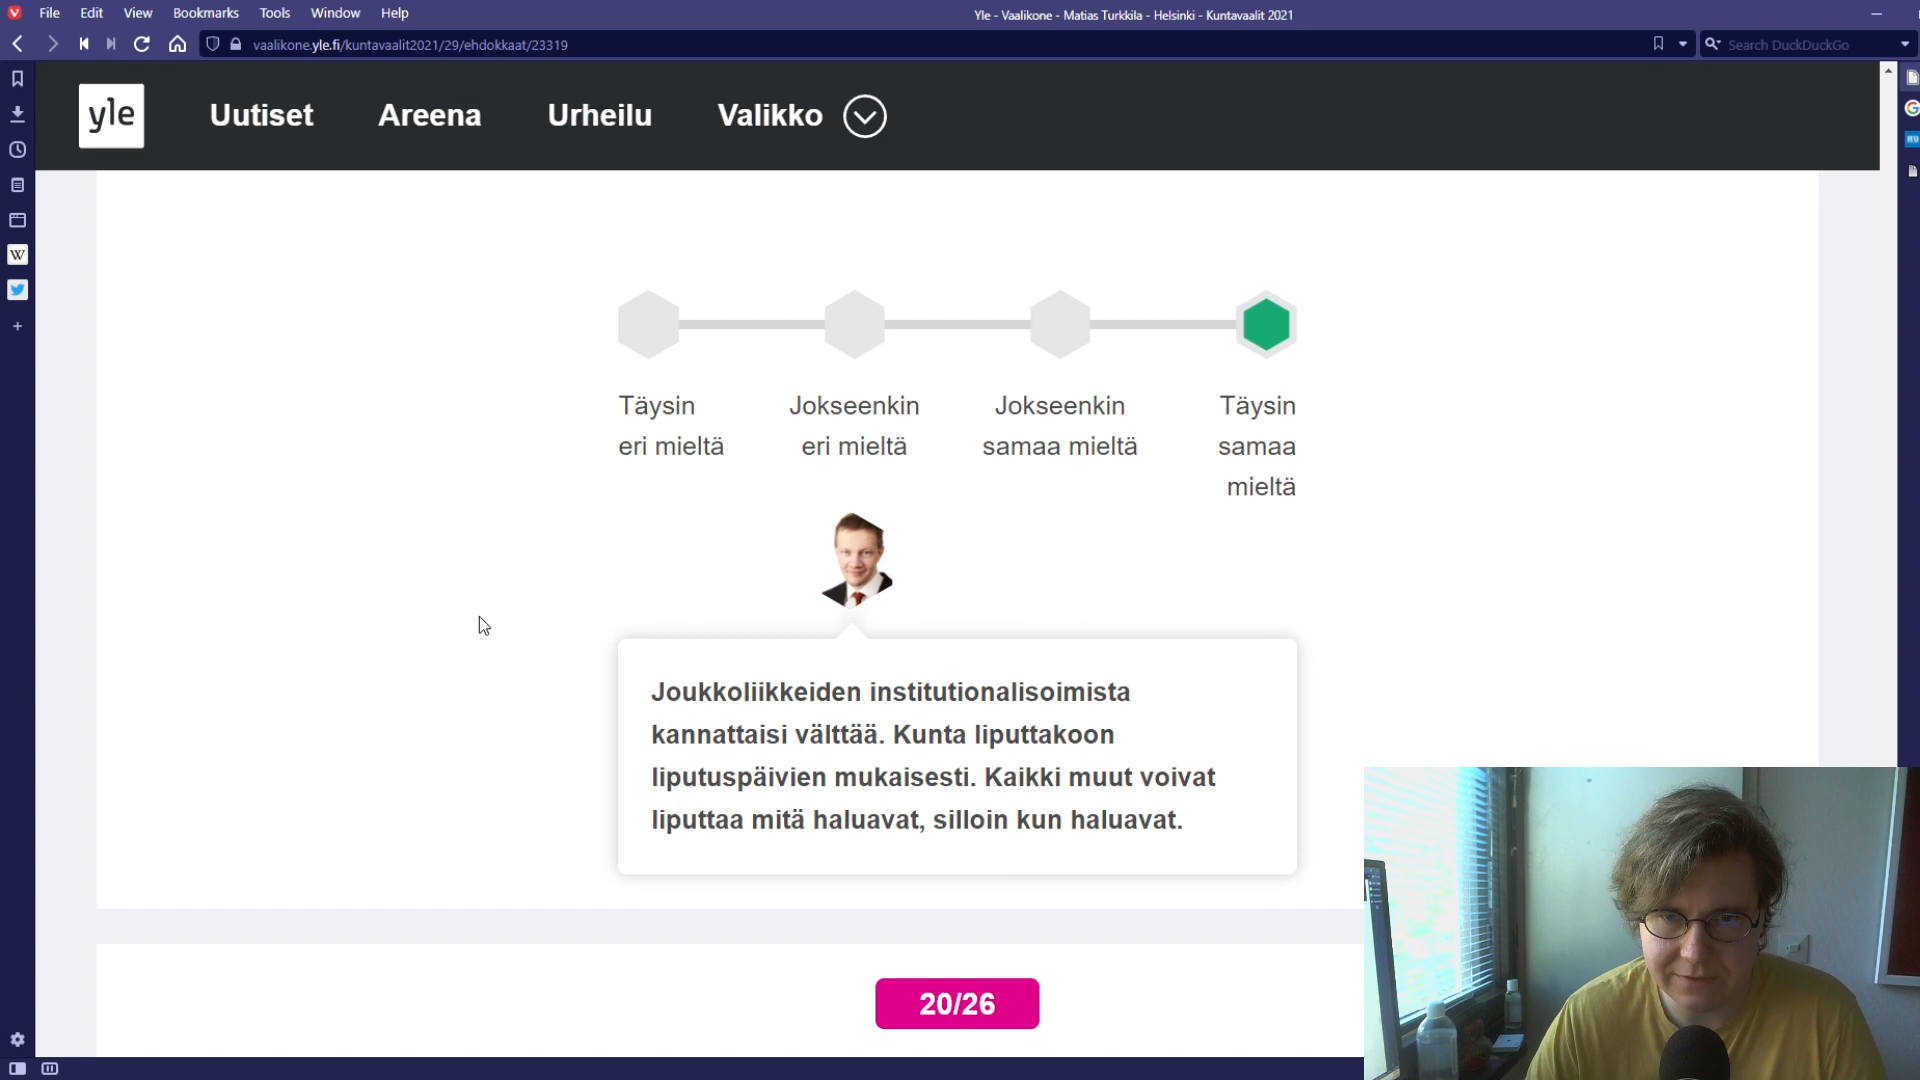 File Edit View Bookmarks Tools Window Help
Yle - Vaalikone - Matias Turkkila - Helsinki - Kuntavaalit 2021
vaalikone.yle.fi/kuntavaalit2021/29/ehdokkaat/23319
Search DuckDuckGo
yle
Uutiset Areena Urheilu Valikko
W
Täysin
eri mieltä
Jokseenkin
eri mieltä
Jokseenkin
samaa mieltä
Täysin
samaa
mieltä
Joukkoliikkeiden institutionalisoimista
kannattaisi välttää. Kunta liputtakoon
liputuspäivien mukaisesti. Kaikki muut voivat
liputtaa mitä haluavat, silloin kun haluavat.
20/26